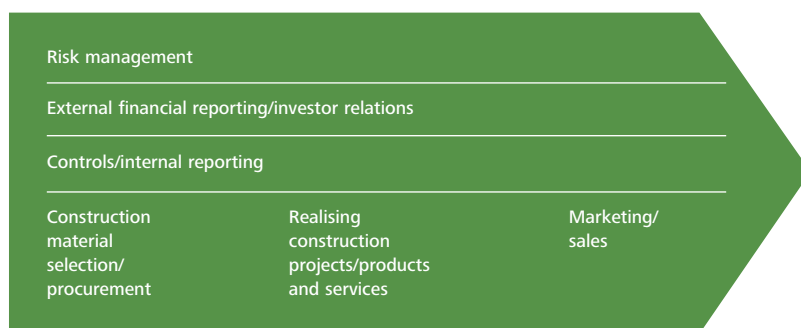 Risk management
External financial reporting/investor relations
Controls/internal reporting
Construction
material
selection/
procurement
Realising
construction
projects/products
and services
Marketing/
sales